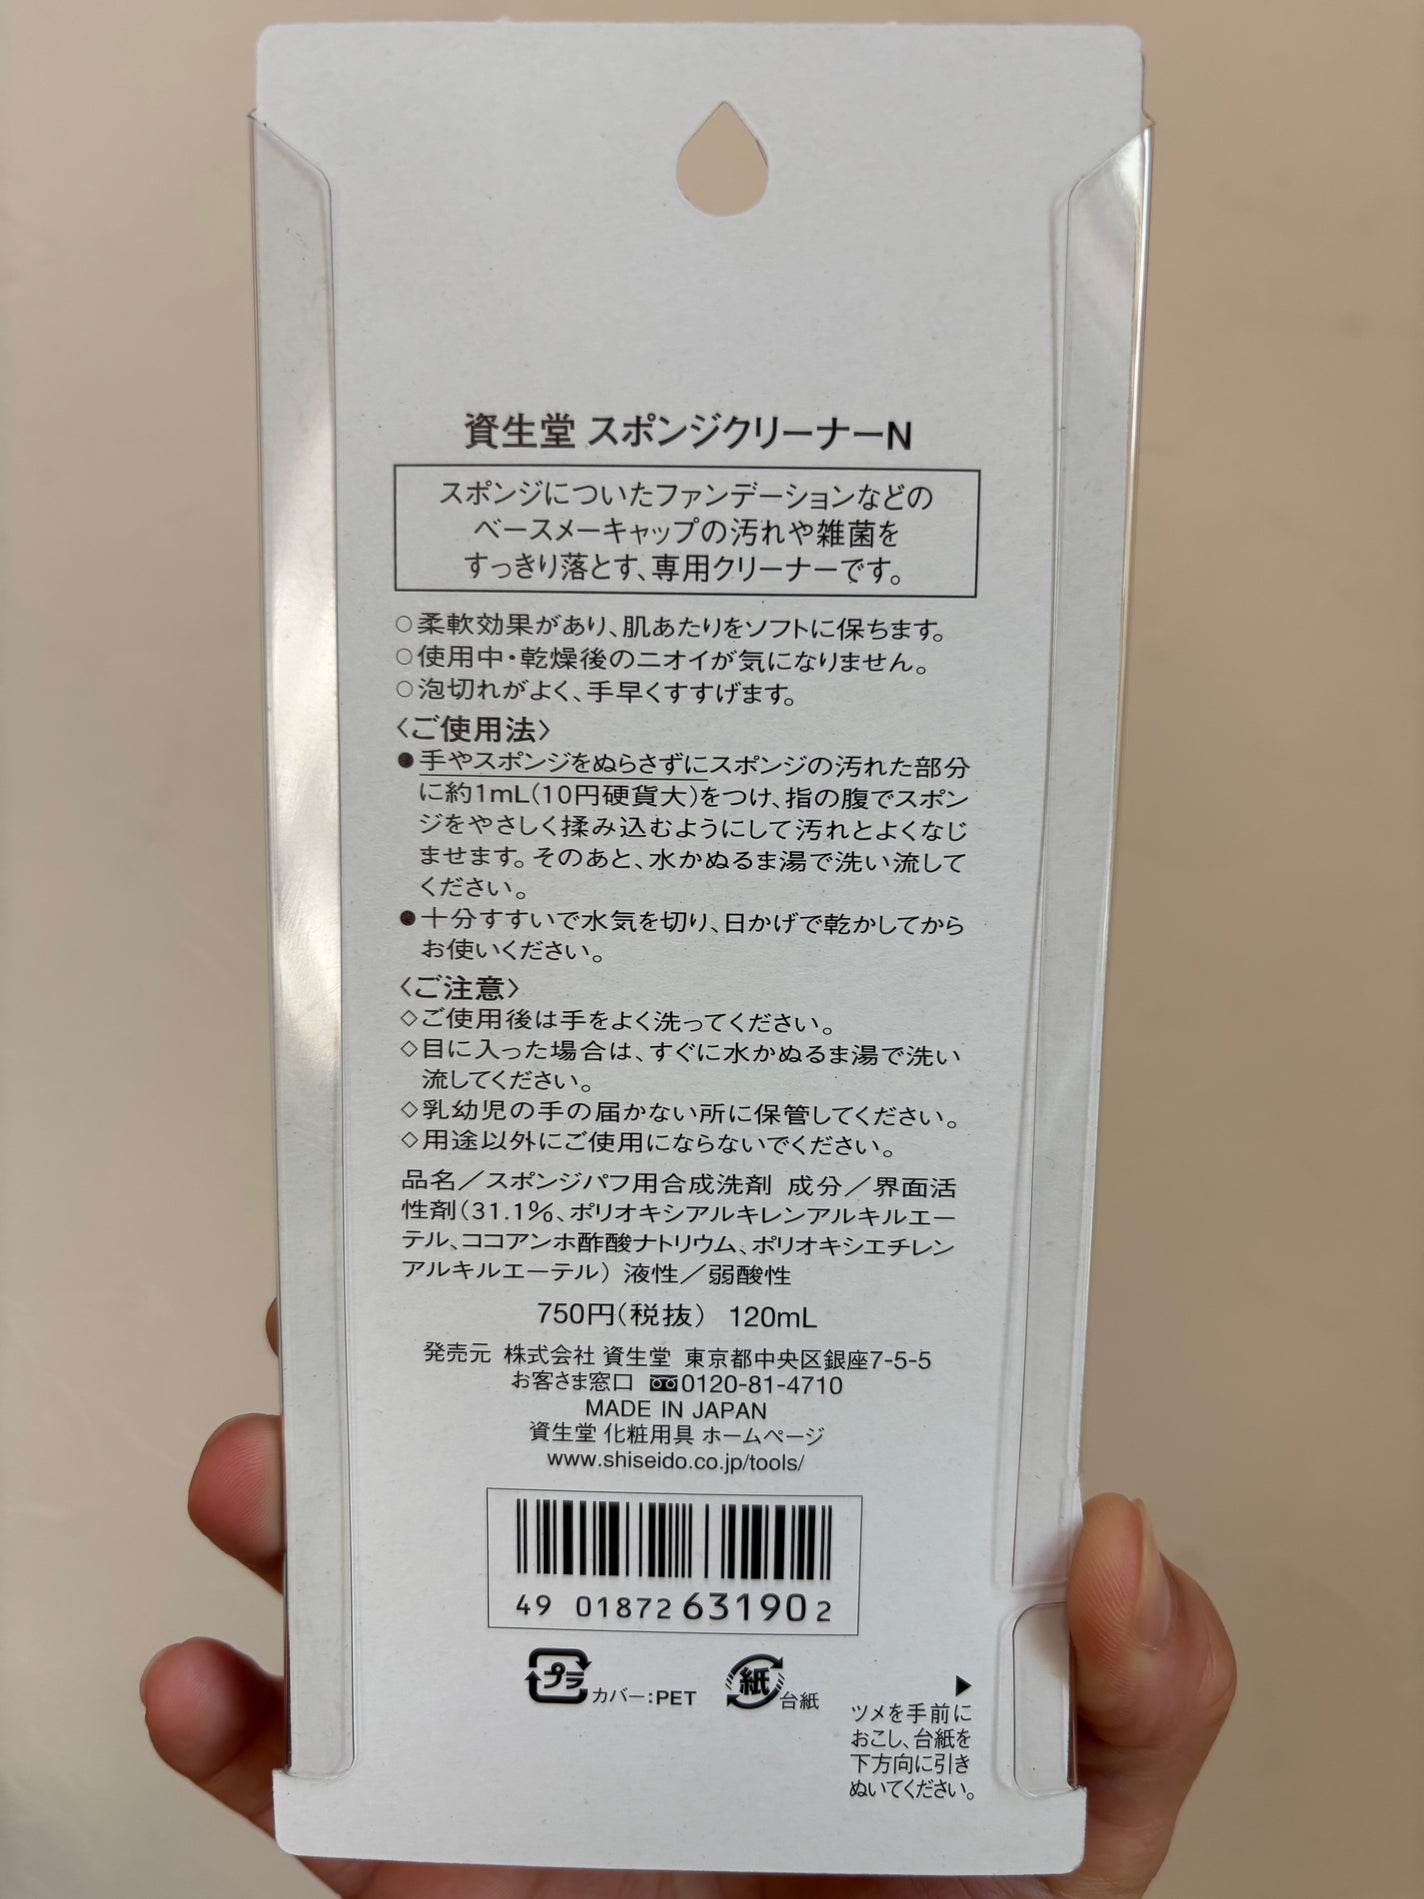 資生堂 スポンジクリーナーN
スポンジについたファンデーションなどの
ベースメーキャップの汚れや雑菌を
すっきり落とす、専用クリーナーです。
○柔軟効果があり、肌あたりをソフトに保ちます。
○使用中・乾燥後のニオイが気になりません。
○泡切れがよく、手早くすすげます。
〈ご使用法〉
●手やスポンジをぬらさずにスポンジの汚れた部分
に約1mL(10円硬貨大)をつけ、指の腹でスポン
ジをやさしく揉み込むようにして汚れとよくなじ
ませます。そのあと、水かぬるま湯で洗い流して
ください。
●十分すすいで水気を切り、日かげで乾かしてから
お使いください。
〈ご注意〉
◇ご使用後は手をよく洗ってください。
◇目に入った場合は、すぐに水かぬるま湯で洗い
流してください。
◇乳幼児の手の届かない所に保管してください。
◇用途以外にご使用にならないでください。
品名／スポンジパフ用合成洗剤 成分／界面活
性剤(31.1%、ポリオキシアルキレンアルキルエー
テル、ココアンホ酢酸ナトリウム、ポリオキシエチレン
アルキルエーテル) 液性／弱酸性
750円(税抜) 120mL
発売元 株式会社 資生堂 東京都中央区銀座7-5-5
お客さま窓口 0120-81-4710
MADE IN JAPAN
資生堂 化粧用具 ホームページ
www.shiseido.co.jp/tools/
49 01872 631902
プラ カバー:PET 紙 台紙
▶
ツメを手前に
おこし、台紙を
下方向に引き
ぬいてください。